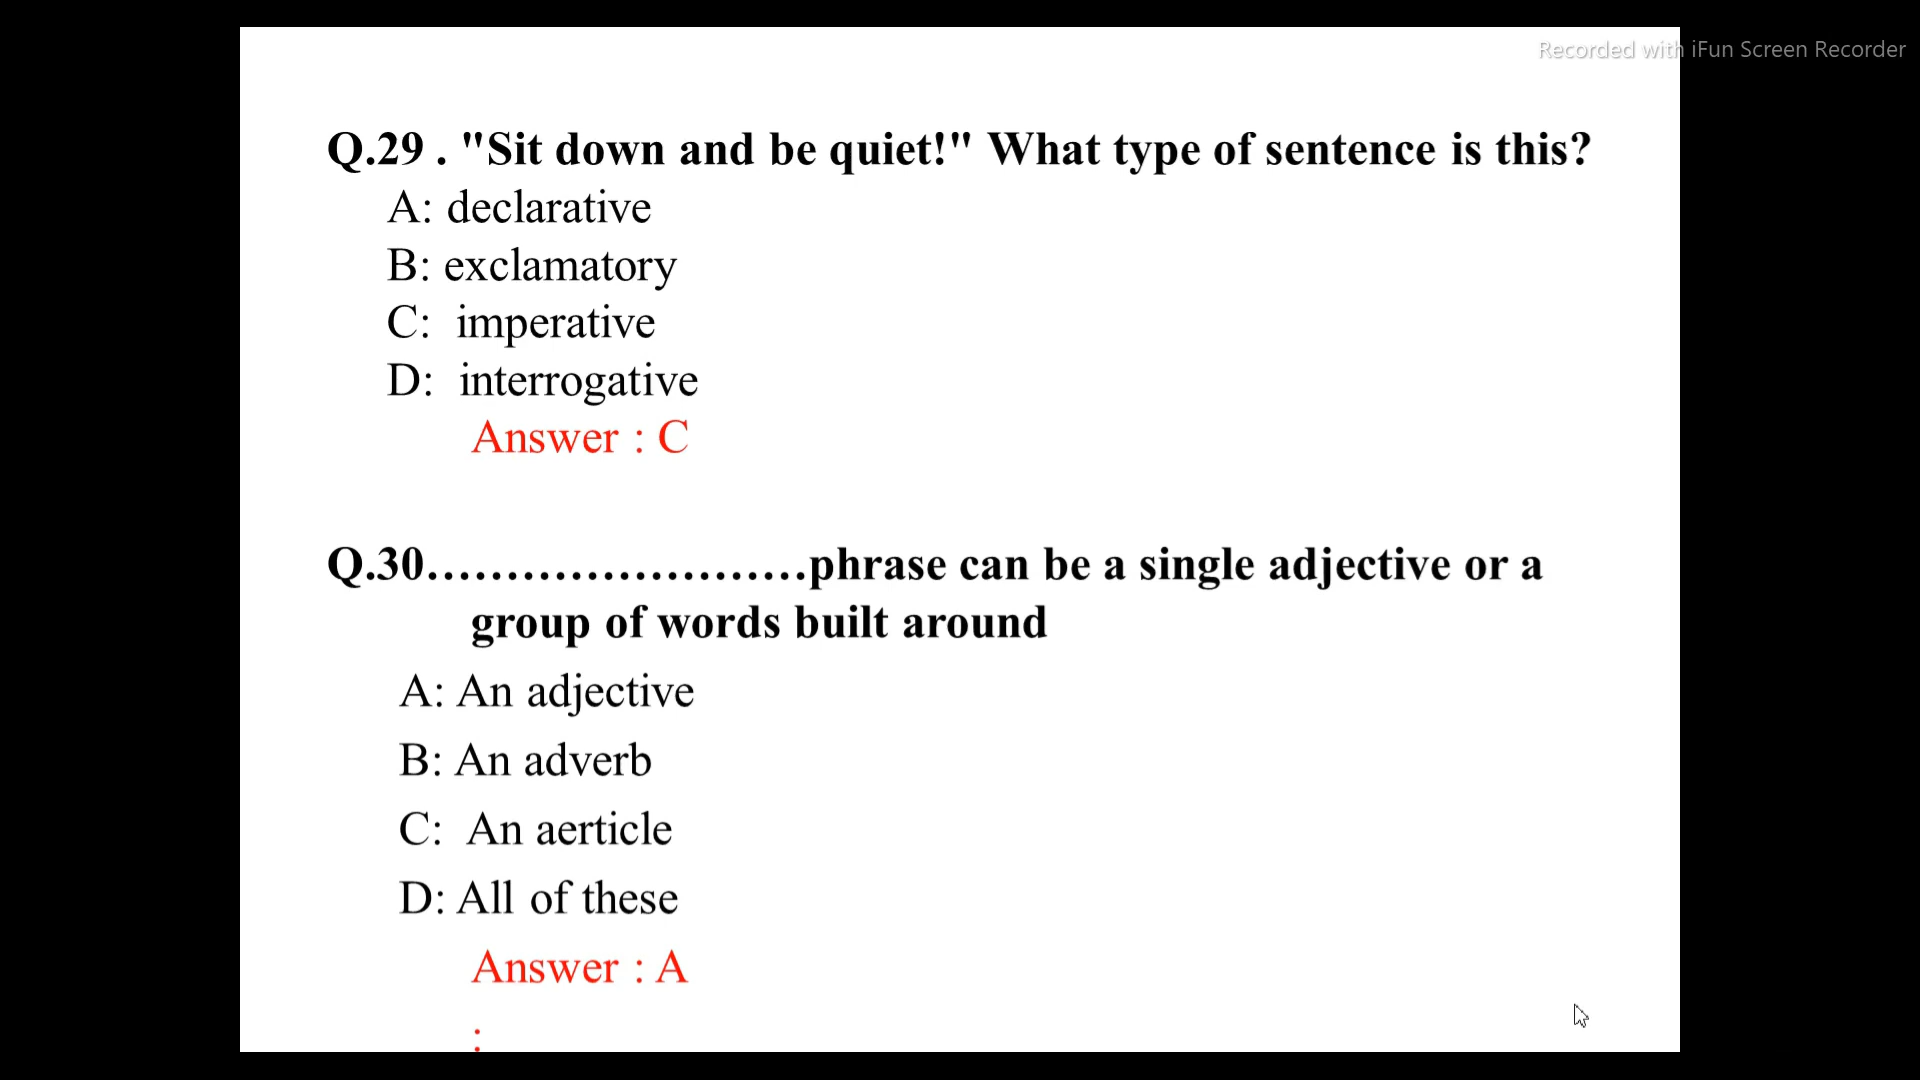 Recorded with iFun Screen Recorder
Q.29 . "Sit down and be quiet!" What type of sentence is this?
A: declarative
B: exclamatory
C: imperative
D: interrogative
Answer : C
Q.30........................phrase can be a single adjective or a
group of words built around
A: An adjective
B: An adverb
C: An aerticle
D: All of these
Answer : A
: